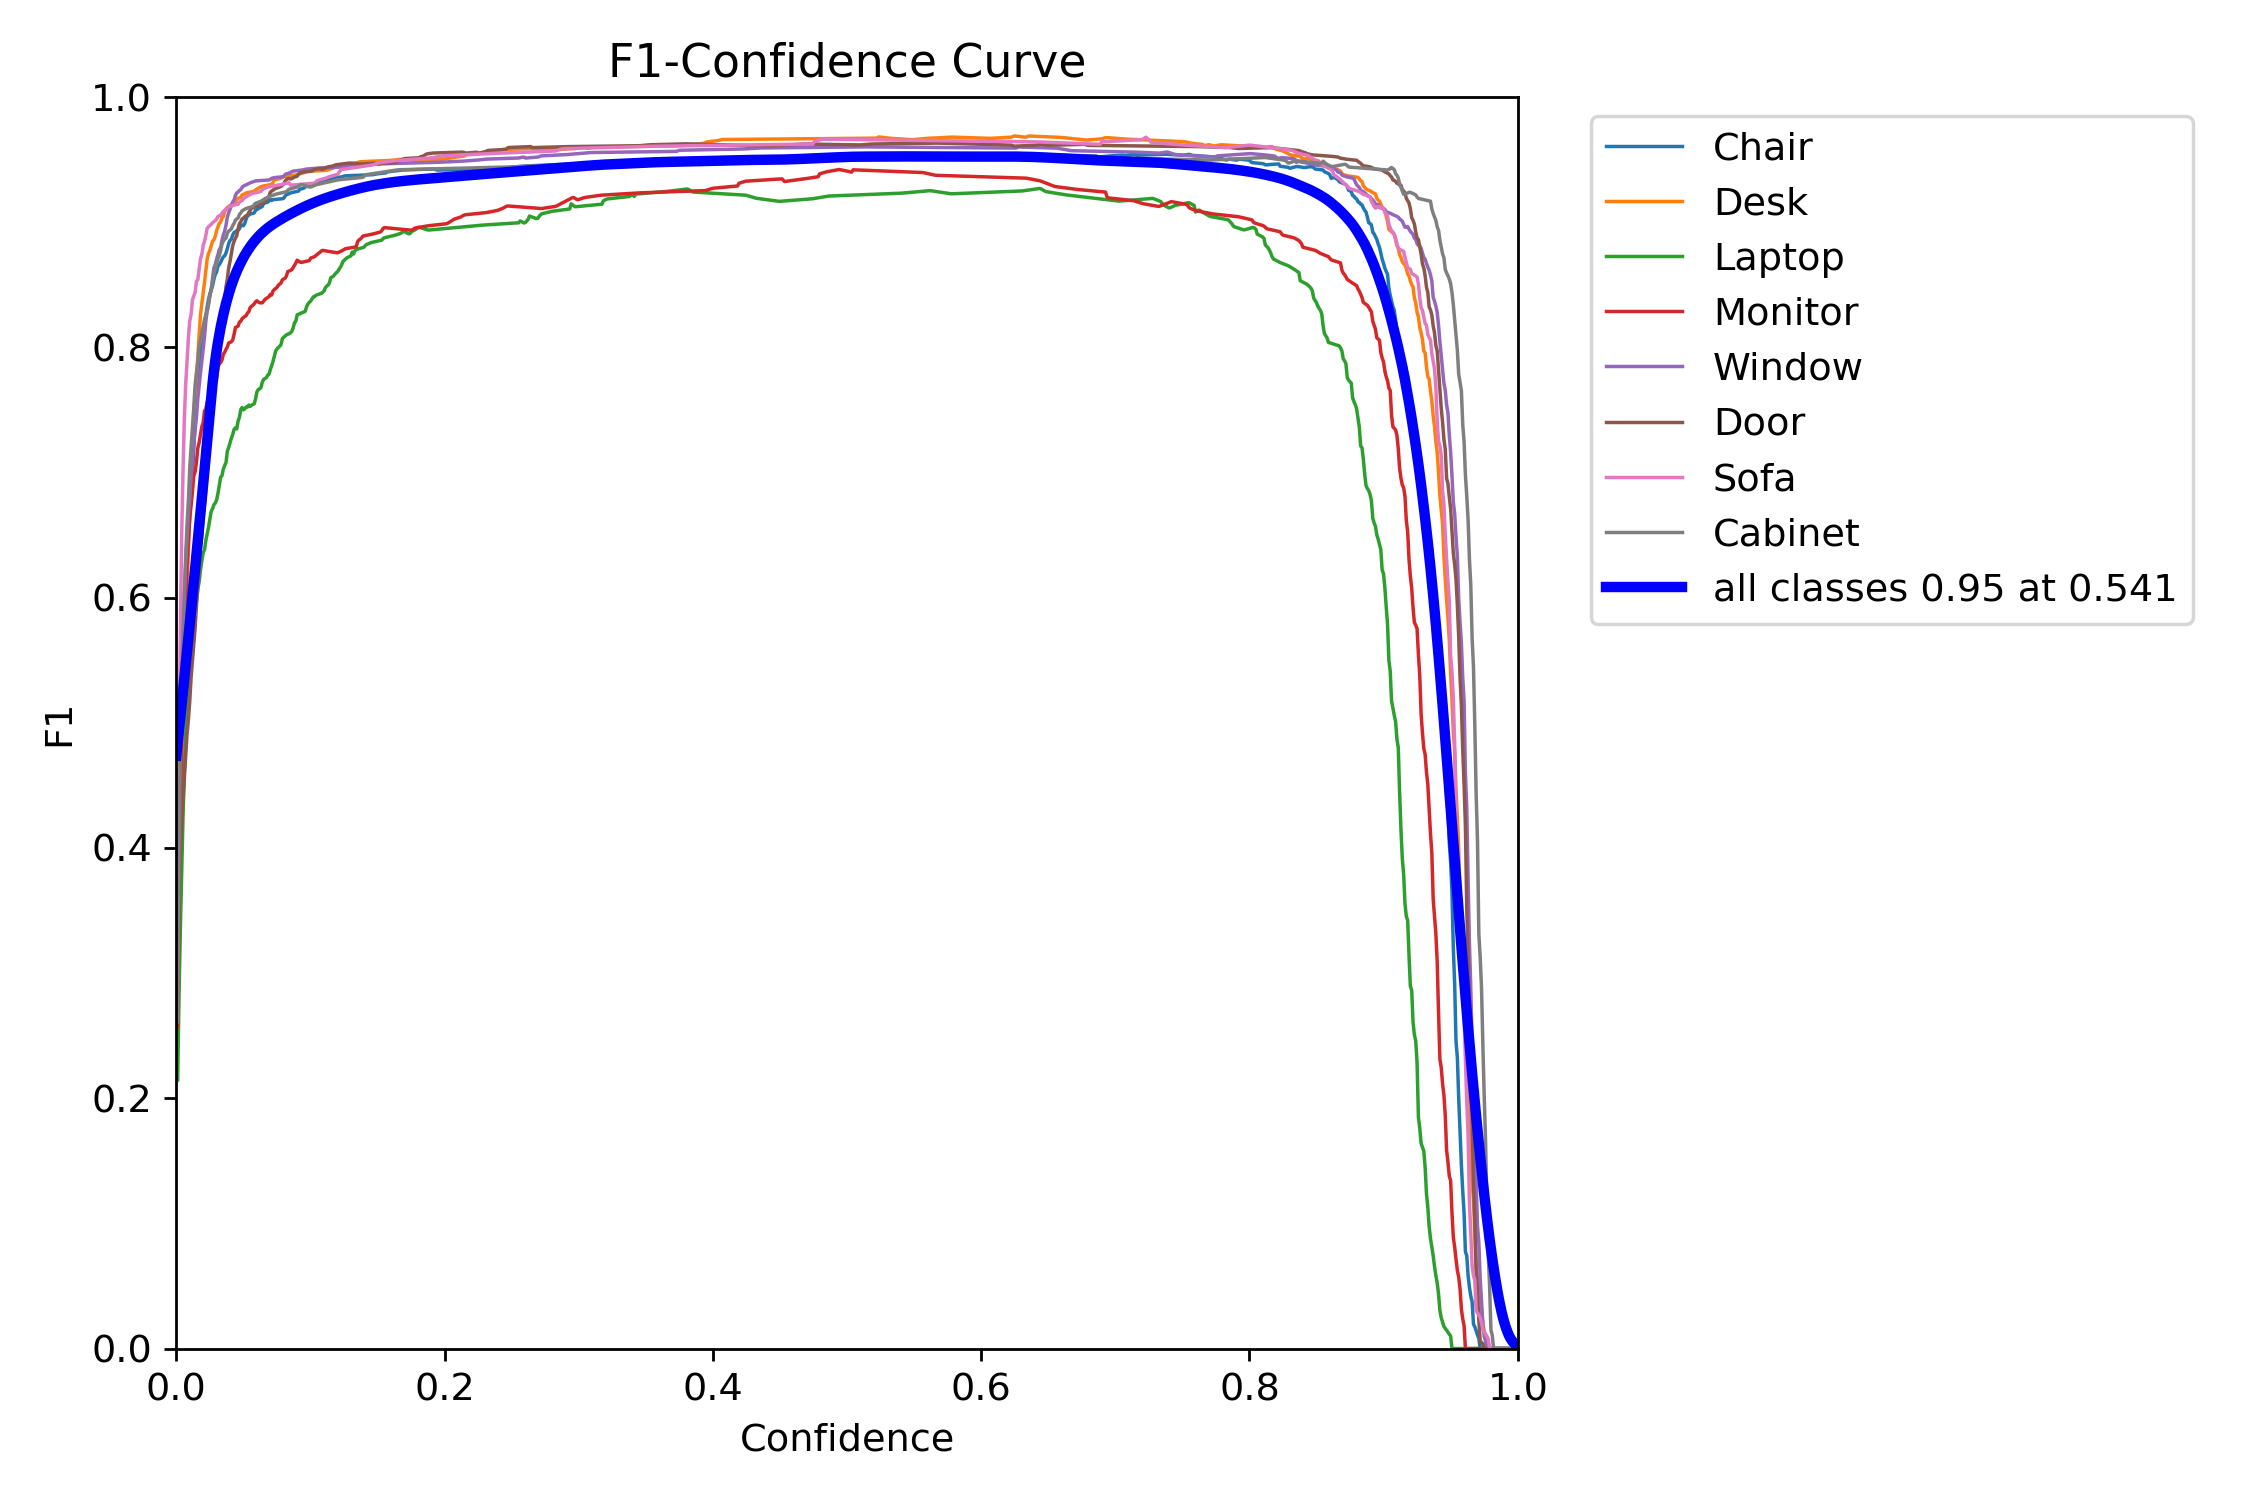 F1-Confidence Curve
1.0
0.8
0.6
0.4
0.2
0.0
F1
0.0 0.2 0.4 0.6 0.8 1.0
Confidence
Chair
Desk
Laptop
Monitor
Window
Door
Sofa
Cabinet
all classes 0.95 at 0.541